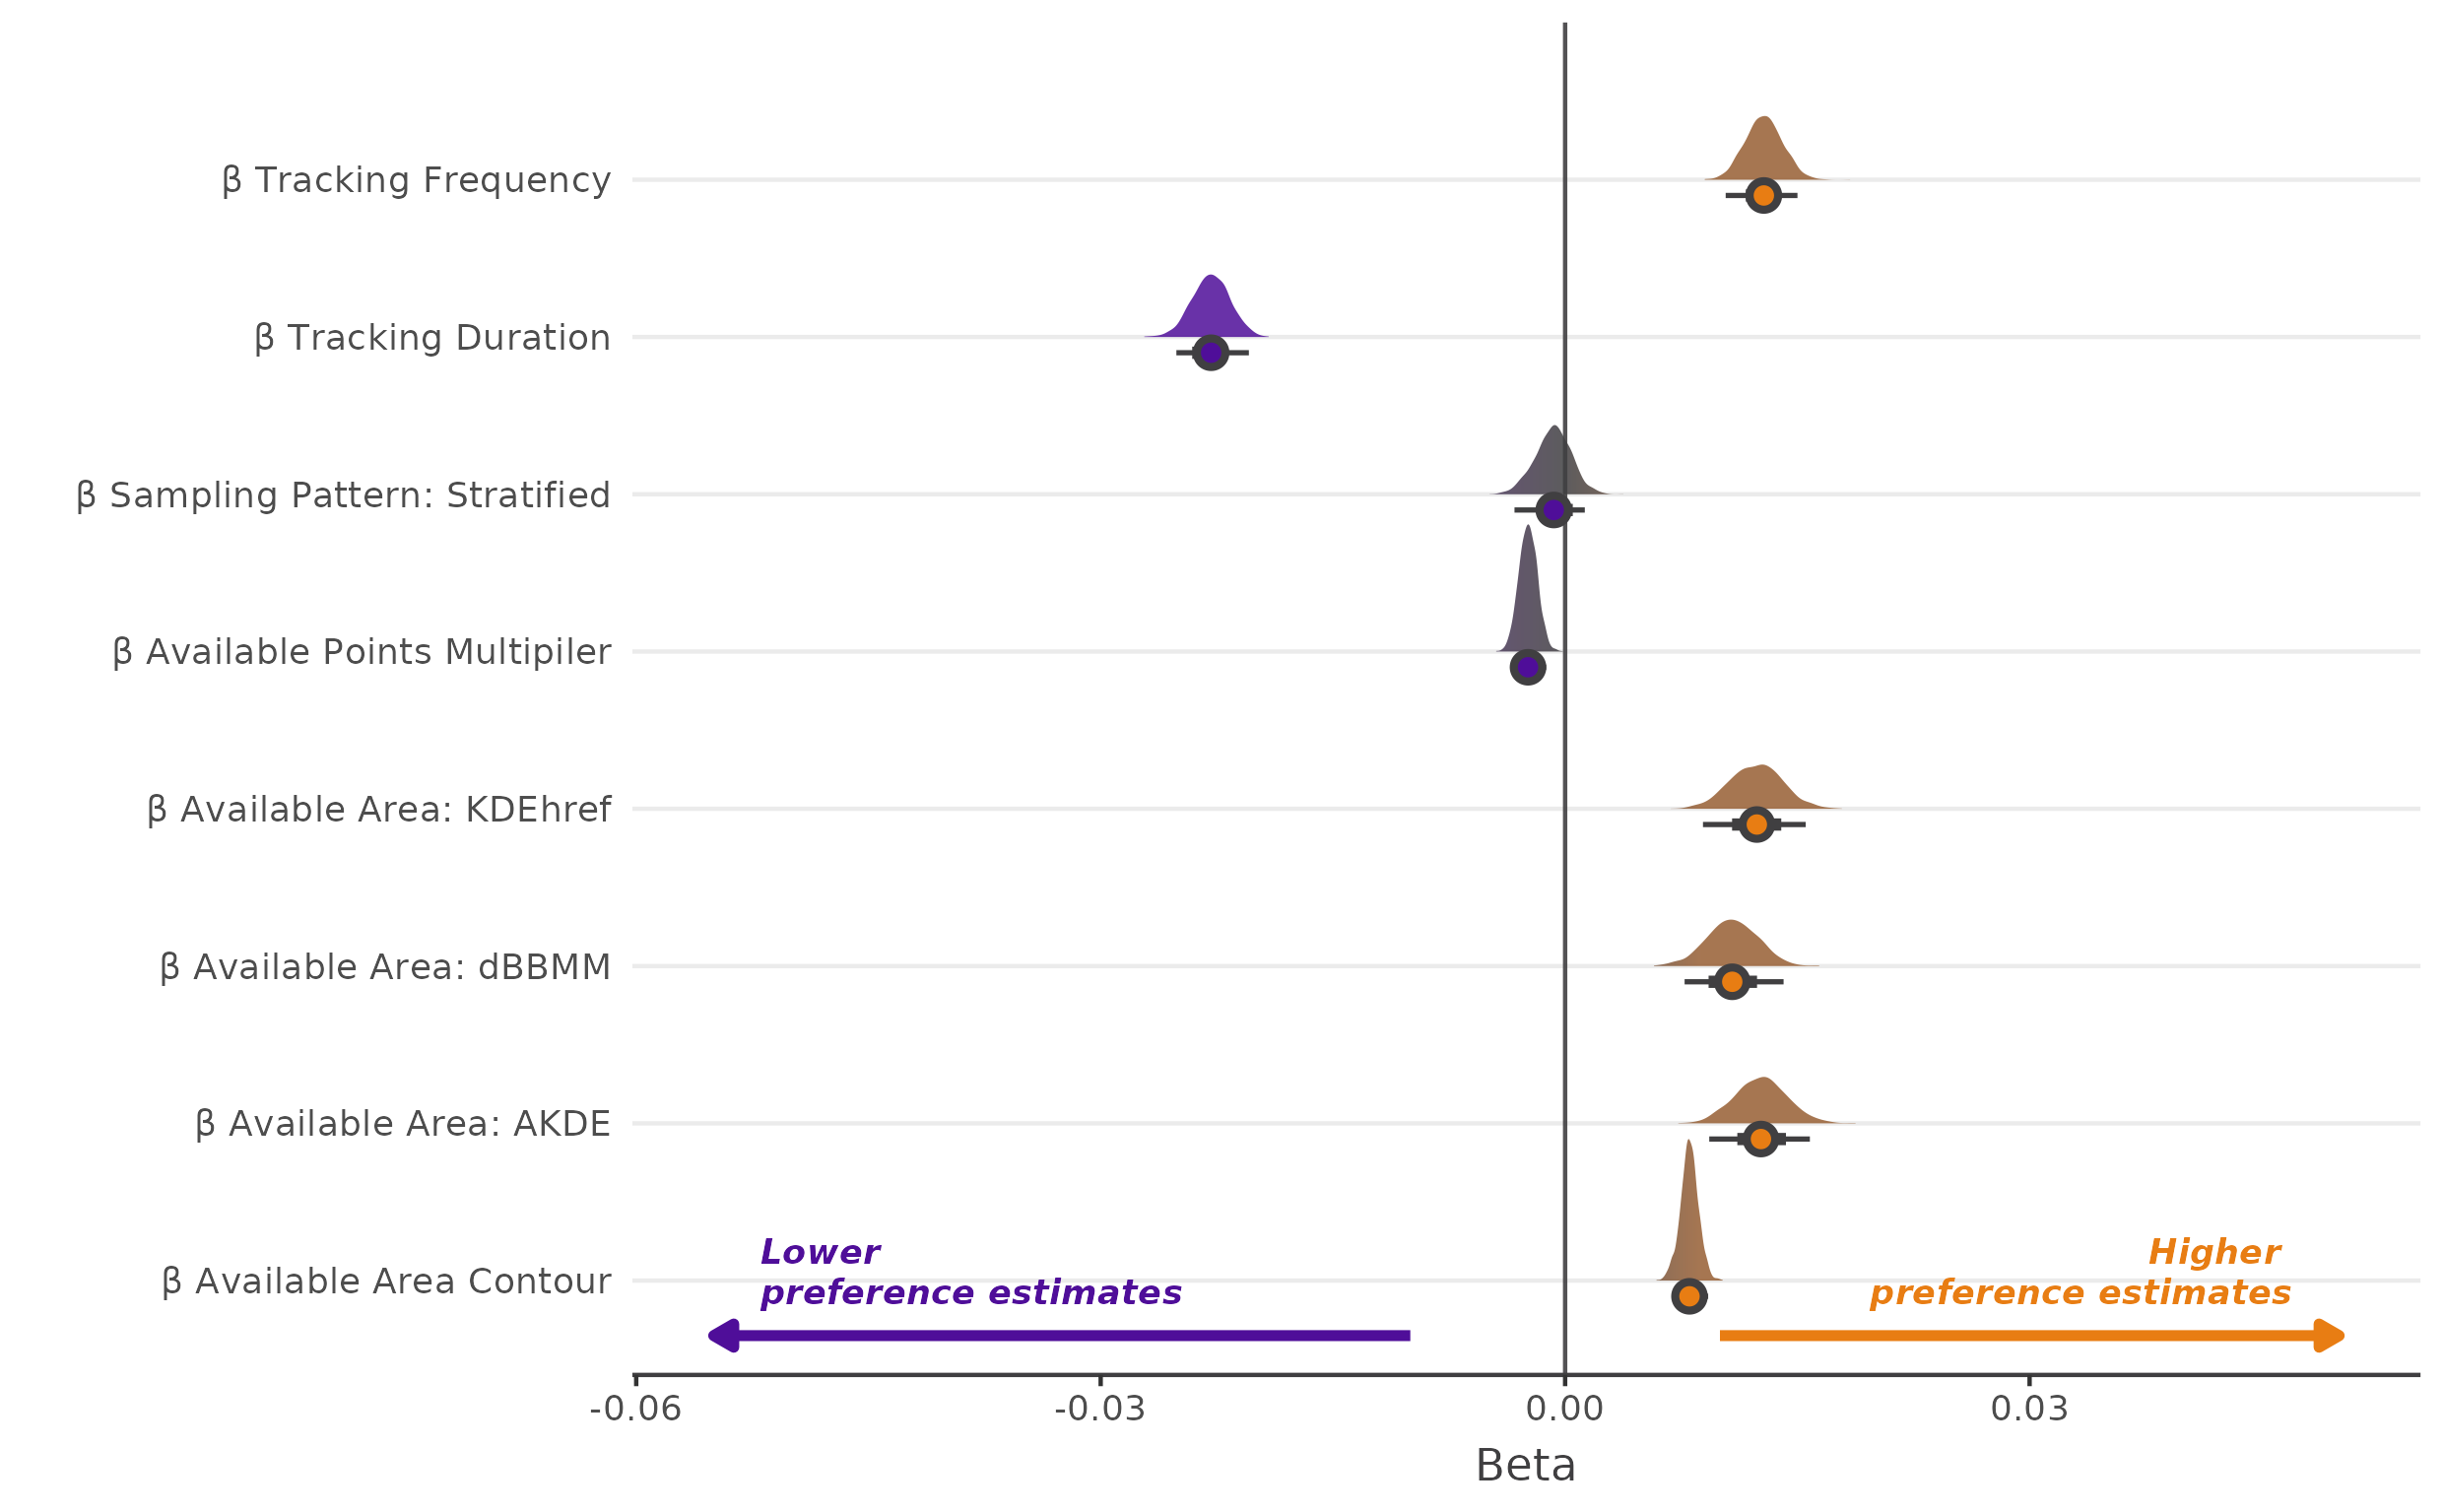 β Tracking Frequency
β Tracking Duration
β Sampling Pattern: Stratified
β Available Points Multipiler
β Available Area: KDEhref
β Available Area: dBBMM
β Available Area: AKDE
β Available Area Contour
Lower
preference estimates
Higher
preference estimates
-0.06
-0.03
0.00
0.03
Beta